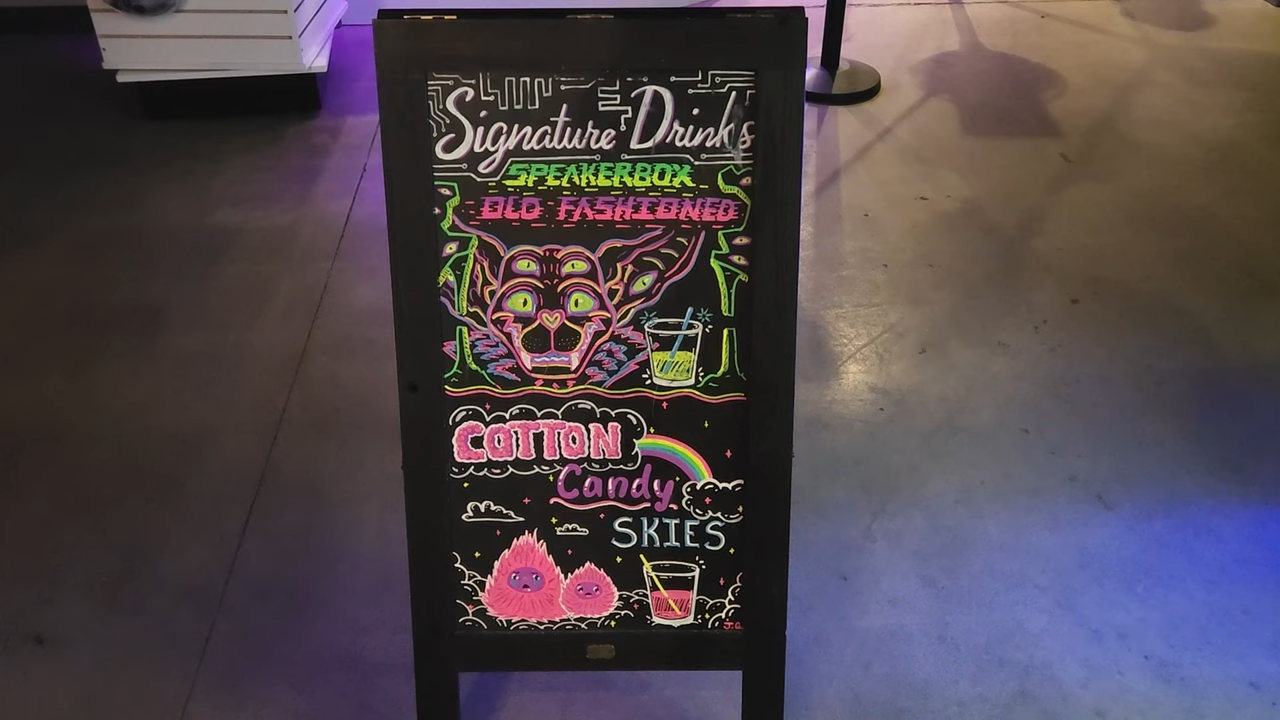 Signature Drinks
SPEAKERBOX
OLD FASHIONED
COTTON
Candy
SKIES
J.G